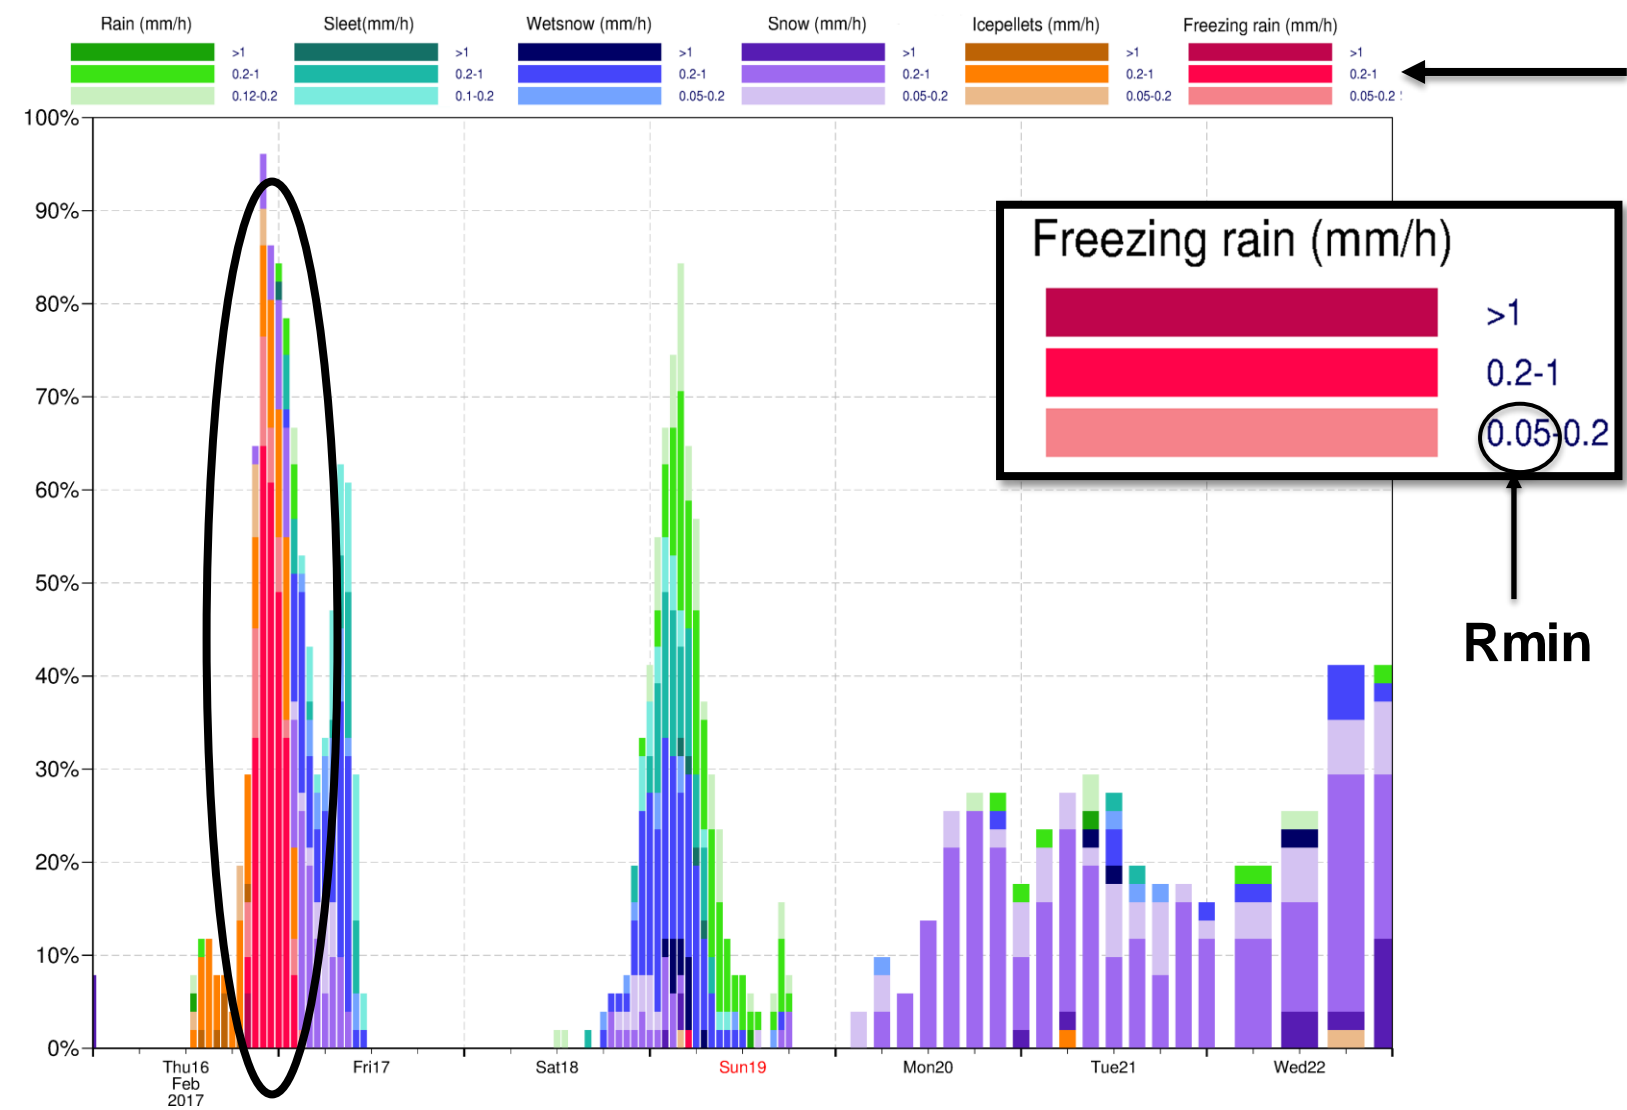 Rain (mm/h) Sleet(mm/h) Wetsnow (mm/h) Snow (mm/h) Icepellets (mm/h) Freezing rain (mm/h)
>1 >1 >1 >1 >1 >1
0.2-1 0.2-1 0.2-1 0.2-1 0.2-1 0.2-1
0.12-0.2 0.1-0.2 0.05-0.2 0.05-0.2 0.05-0.2 0.05-0.2
100%
90%
80%
70%
60%
50%
40%
30%
20%
10%
0%
Freezing rain (mm/h)
>1
0.2-1
0.05-0.2
Rmin
Thu16 Fri17 Sat18 Sun19 Mon20 Tue21 Wed22
Feb
2017